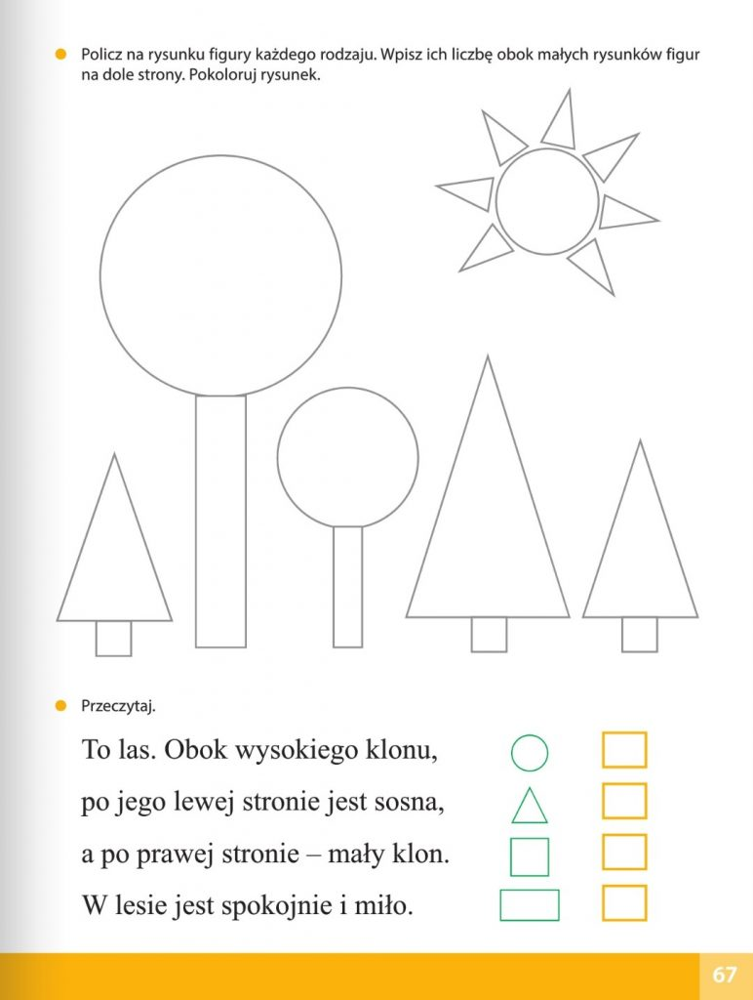 Policz na rysunku figury każdego rodzaju. Wpisz ich liczbę obok małych rysunków figur
na dole strony. Pokoloruj rysunek.
Przeczytaj.
To las. Obok wysokiego klonu,
po jego lewej stronie jest sosna,
a po prawej stronie – mały klon.
W lesie jest spokojnie i miło.
67